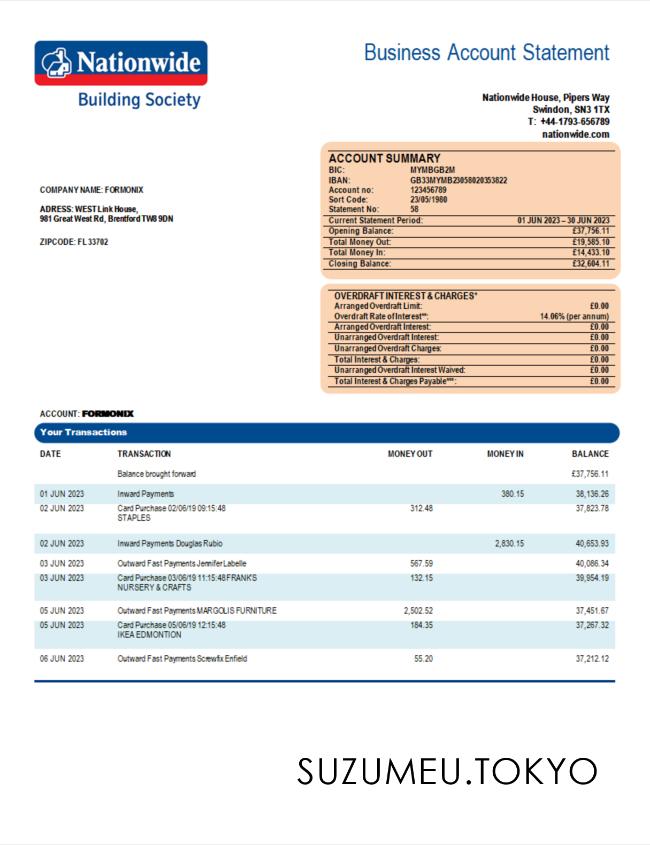 Nationwide
Building Society
Business Account Statement
Nationwide House, Pipers Way
Swindon, SN3 1TX
T: +44-1793-656789
nationwide.com
COMPANY NAME: FORMONIX
ADRESS: WEST Link House,
981 Great West Rd, Brentford TW8 9DN
ZIPCODE: FL 33702
ACCOUNT SUMMARY
BIC: MYMBGB2M
IBAN: GB33MYMB23058020353822
Account no: 123456789
Sort Code: 23/05/1980
Statement No: 58
Current Statement Period: 01 JUN 2023 – 30 JUN 2023
Opening Balance: £37,756.11
Total Money Out: £19,585.10
Total Money In: £14,433.10
Closing Balance: £32,604.11
OVERDRAFT INTEREST & CHARGES*
Arranged Overdraft Limit: £0.00
Overdraft Rate of Interest**: 14.06% (per annum)
Arranged Overdraft Interest: £0.00
Unarranged Overdraft Interest: £0.00
Unarranged Overdraft Charges: £0.00
Total Interest & Charges: £0.00
Unarranged Overdraft Interest Waived: £0.00
Total Interest & Charges Payable***: £0.00
ACCOUNT: FORMONIX
Your Transactions
DATE TRANSACTION MONEY OUT MONEY IN BALANCE
Balance brought forward £37,756.11
01 JUN 2023 Inward Payments 380.15 38,136.26
02 JUN 2023 Card Purchase 02/06/19 09:15:48 312.48 37,823.78
STAPLES
02 JUN 2023 Inward Payments Douglas Rubio 2,830.15 40,653.93
03 JUN 2023 Outward Fast Payments Jennifer Labelle 567.59 40,086.34
03 JUN 2023 Card Purchase 03/06/19 11:15:48 FRANK'S 132.15 39,954.19
NURSERY & CRAFTS
05 JUN 2023 Outward Fast Payments MARGOLIS FURNITURE 2,502.52 37,451.67
05 JUN 2023 Card Purchase 05/06/19 12:15:48 184.35 37,267.32
IKEA EDMONTION
06 JUN 2023 Outward Fast Payments Screwfix Enfield 55.20 37,212.12
SUZUMEU.TOKYO